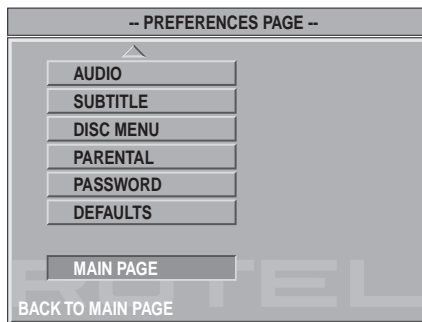 -- PREFERENCES PAGE --
AUDIO
SUBTITLE
DISC MENU
PARENTAL
PASSWORD
DEFAULTS
MAIN PAGE
ROTEL
BACK TO MAIN PAGE